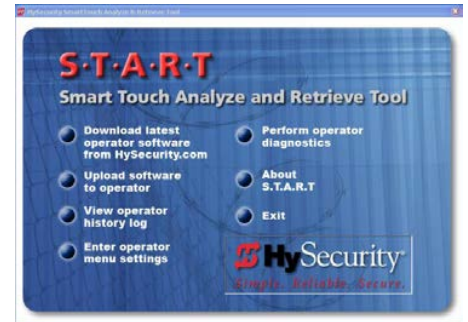 HySecurity Smart Touch Analyze & Retrieve Tool
S·T·A·R·T
Smart Touch Analyze and Retrieve Tool
Download latest
operator software
from HySecurity.com
Upload software
to operator
View operator
history log
Enter operator
menu settings
Perform operator
diagnostics
About
S.T.A.R.T
Exit
HySecurity
Simple. Reliable. Secure.